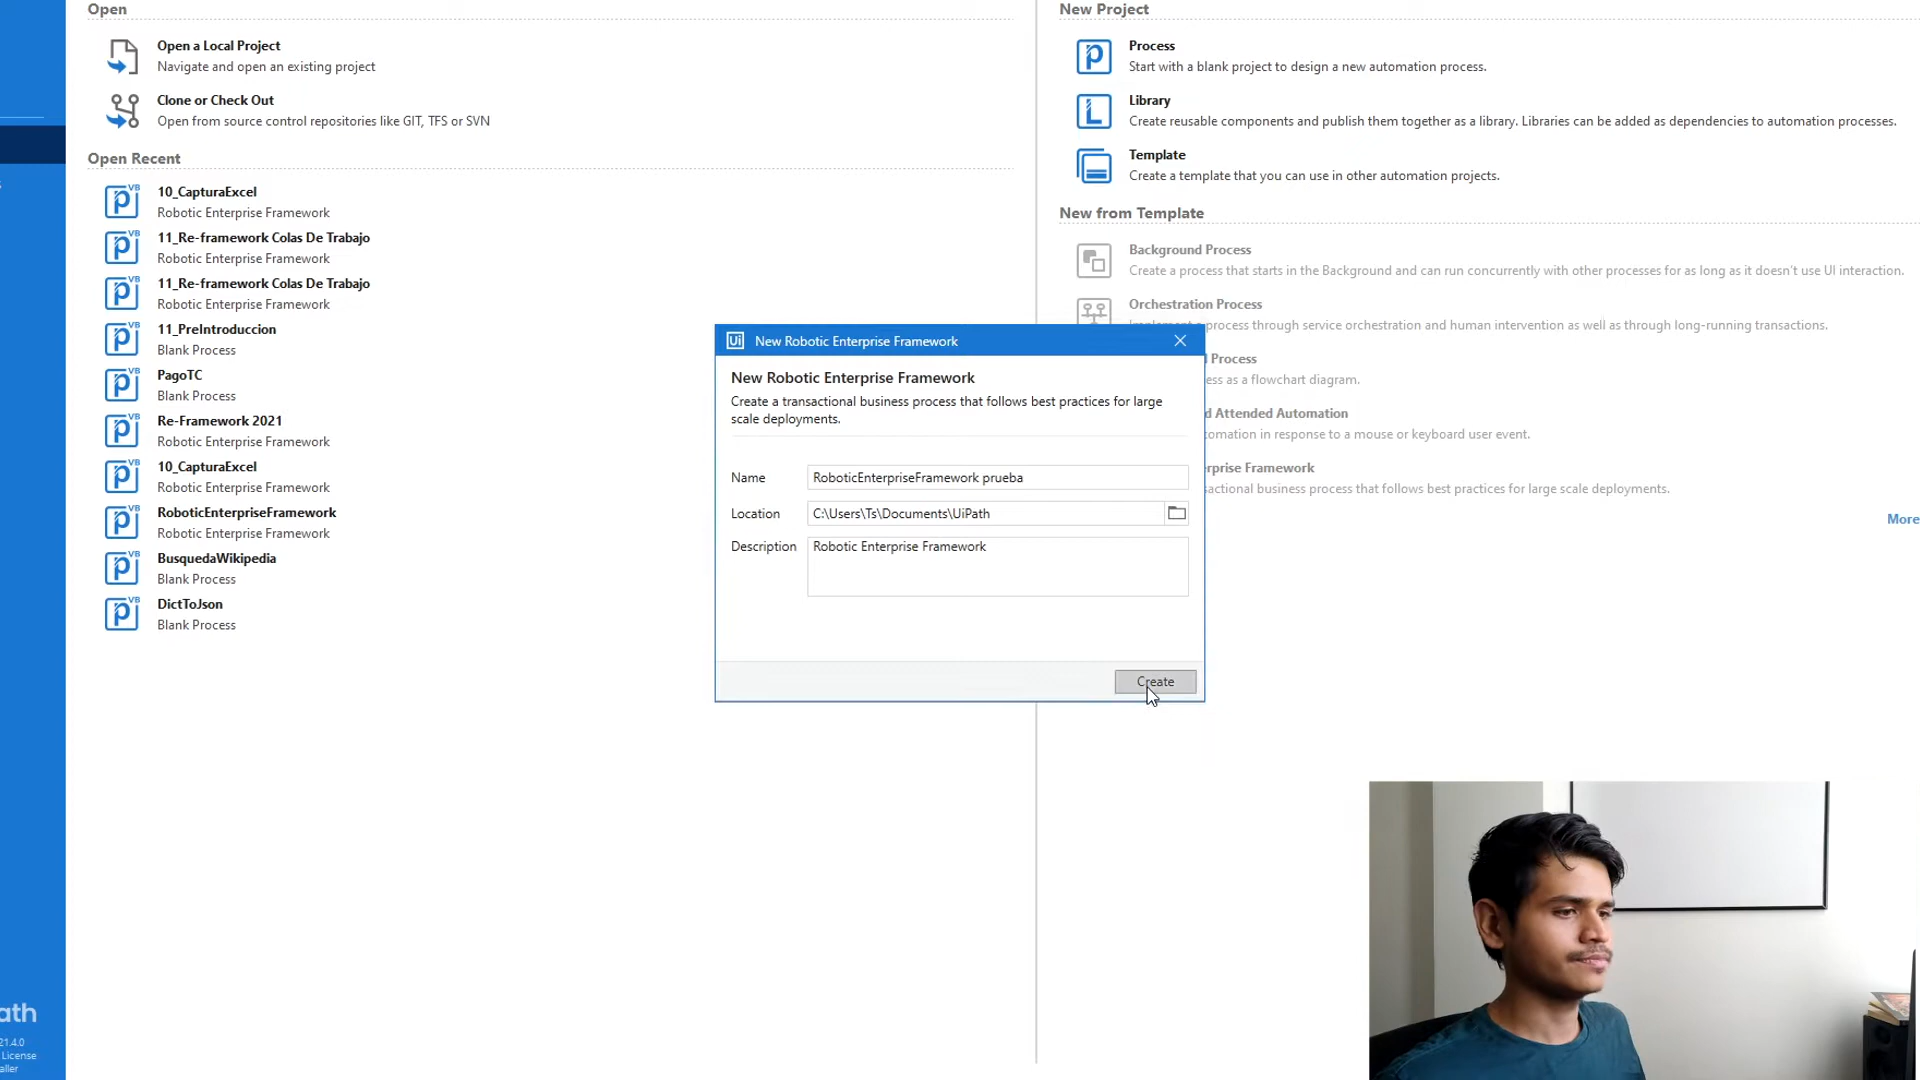 Open
Open a Local Project
Navigate and open an existing project
Clone or Check Out
Open from source control repositories like GIT, TFS or SVN
Open Recent
10_CapturaExcel
Robotic Enterprise Framework
11_Re-framework Colas De Trabajo
Robotic Enterprise Framework
11_Re-framework Colas De Trabajo
Robotic Enterprise Framework
11_PreIntroduccion
Blank Process
PagoTC
Blank Process
Re-Framework 2021
Robotic Enterprise Framework
10_CapturaExcel
Robotic Enterprise Framework
RoboticEnterpriseFramework
Robotic Enterprise Framework
BusquedaWikipedia
Blank Process
DictToJson
Blank Process
New Project
Process
Start with a blank project to design a new automation process.
Library
Create reusable components and publish them together as a library. Libraries can be added as dependencies to automation processes.
Template
Create a template that you can use in other automation projects.
New from Template
Background Process
Create a process that starts in the Background and can run concurrently with other processes for as long as it doesn't use UI interaction.
Orchestration Process
Implement a process through service orchestration and human intervention as well as through long-running transactions.
Process
ess as a flowchart diagram.
d Attended Automation
tomation in response to a mouse or keyboard user event.
rprise Framework
sactional business process that follows best practices for large scale deployments.
More
New Robotic Enterprise Framework
New Robotic Enterprise Framework
Create a transactional business process that follows best practices for large
scale deployments.
Name RoboticEnterpriseFramework prueba
Location C:\Users\Ts\Documents\UiPath
Description Robotic Enterprise Framework
Create
ath
21.4.0
License
aller